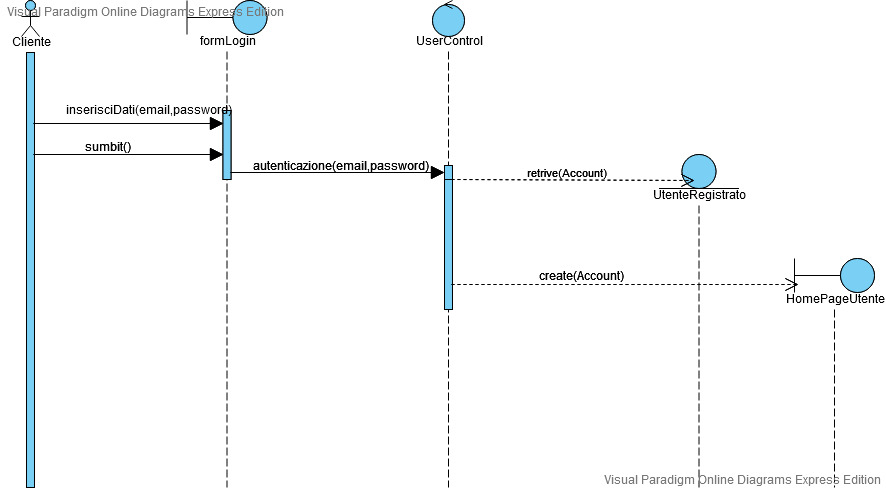 Visual Paradigm Online Diagrams Express Edition
Cliente
formLogin
UserControl
inserisciDati(email,password)
sumbit()
autenticazione(email,password)
retrive(Account)
UtenteRegistrato
create(Account)
HomePageUtente
Visual Paradigm Online Diagrams Express Edition